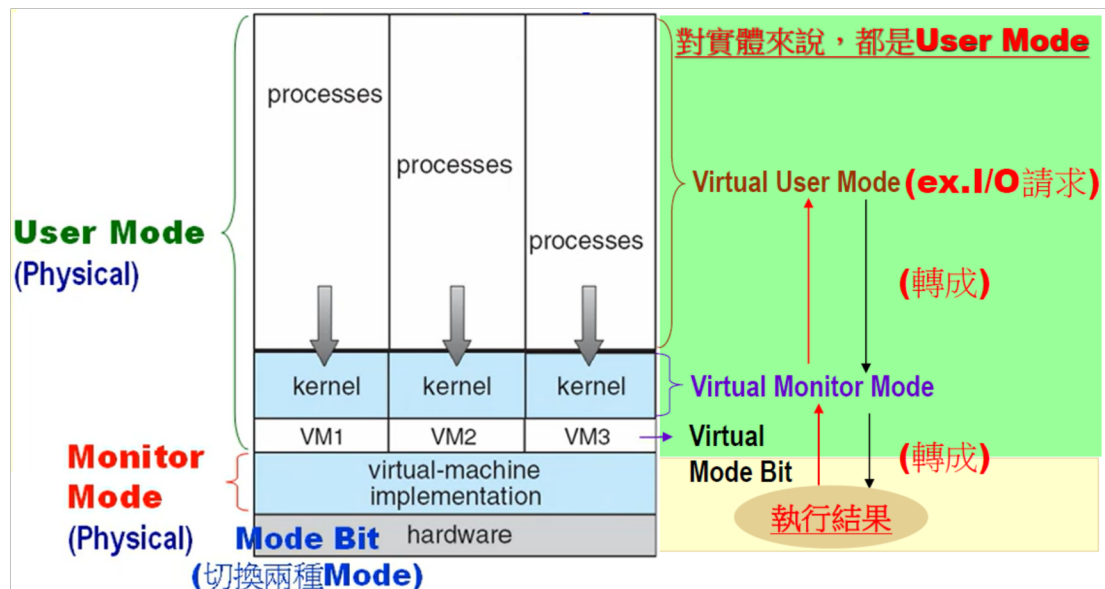 對實體來說,都是User Mode
processes
processes
processes
Virtual User Mode (ex.I/O請求)
User Mode
(Physical)
(轉成)
kernel
kernel
kernel
Virtual Monitor Mode
VM1
VM2
VM3
Virtual
Mode Bit
(轉成)
Monitor
Mode
(Physical)
virtual-machine
implementation
執行結果
hardware
Mode Bit
(切換兩種Mode)